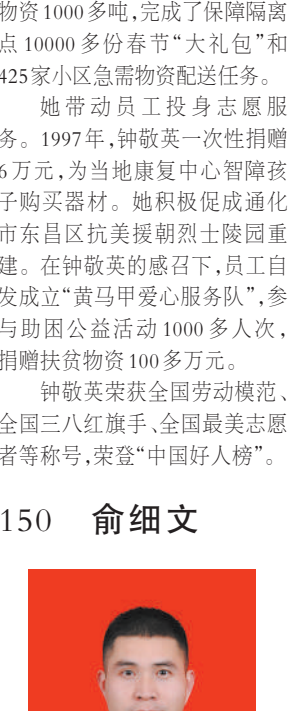 物资1000多吨,完成了保障隔离
点10000多份春节“大礼包”和
425家小区急需物资配送任务。
她带动员工投身志愿服
务。1997年,钟敬英一次性捐赠
6万元,为当地康复中心智障孩
子购买器材。她积极促成通化
市东昌区抗美援朝烈士陵园重
建。在钟敬英的感召下,员工自
发成立“黄马甲爱心服务队”,参
与助困公益活动1000多人次,
捐赠扶贫物资100多万元。
钟敬英荣获全国劳动模范、
全国三八红旗手、全国最美志愿
者等称号,荣登“中国好人榜”。
150 俞细文